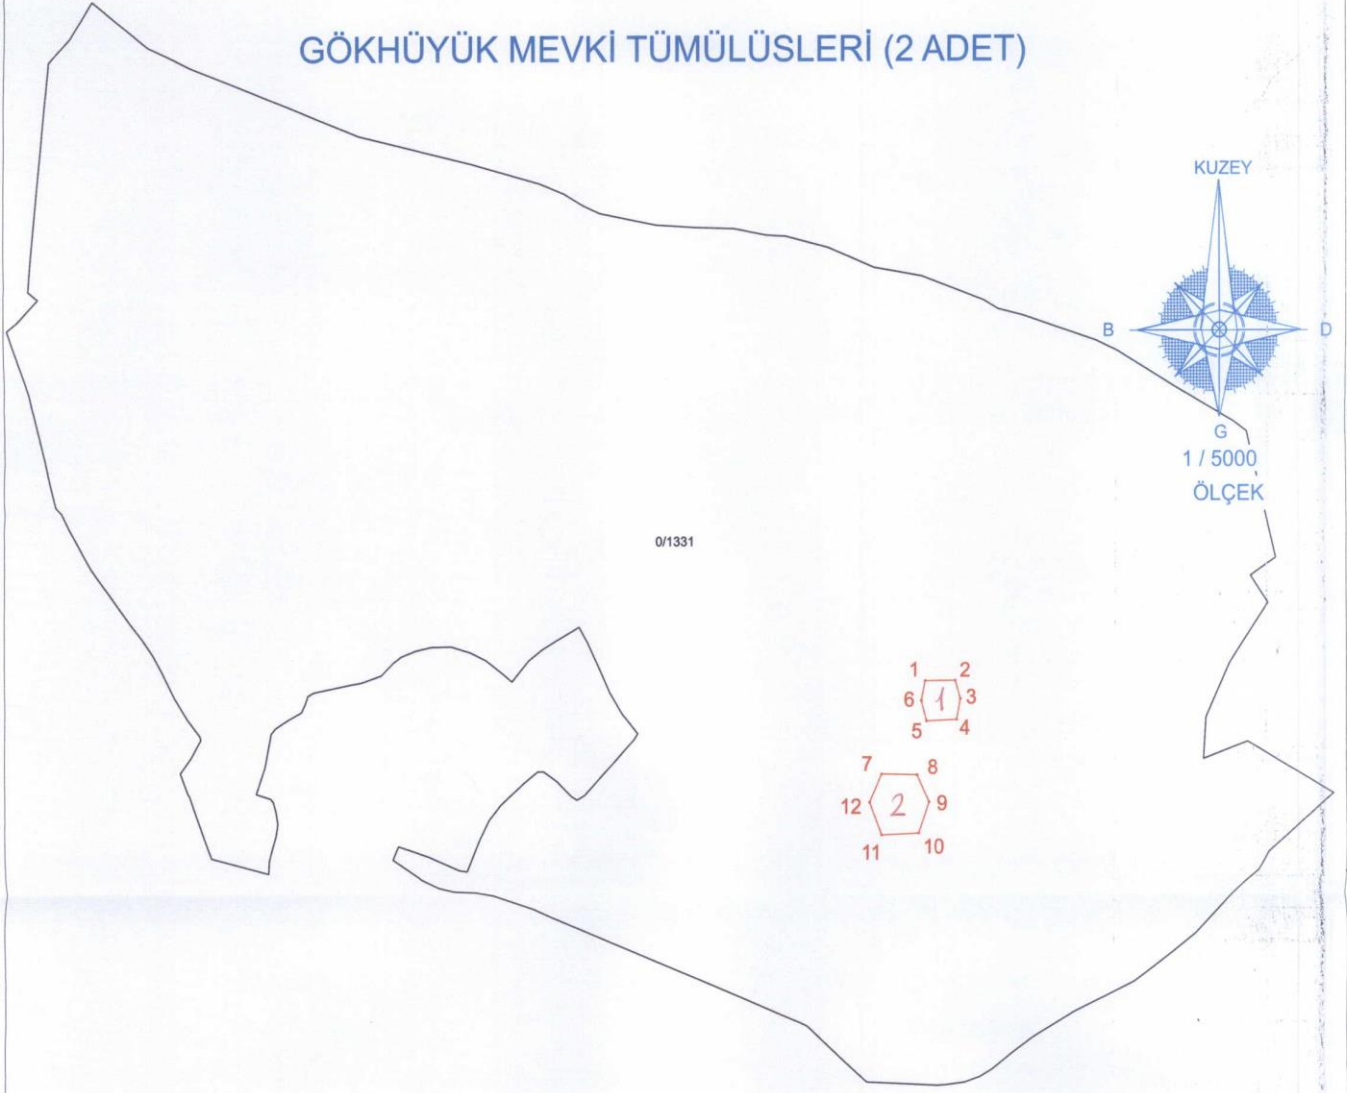 GÖKHÜYÜK MEVKİ TÜMÜLÜSLERİ (2 ADET)
KUZEY
B D
G
1 / 5000
ÖLÇEK
0/1331
1 2
6 1 3
5 4
7 8
12 2 9
11 10